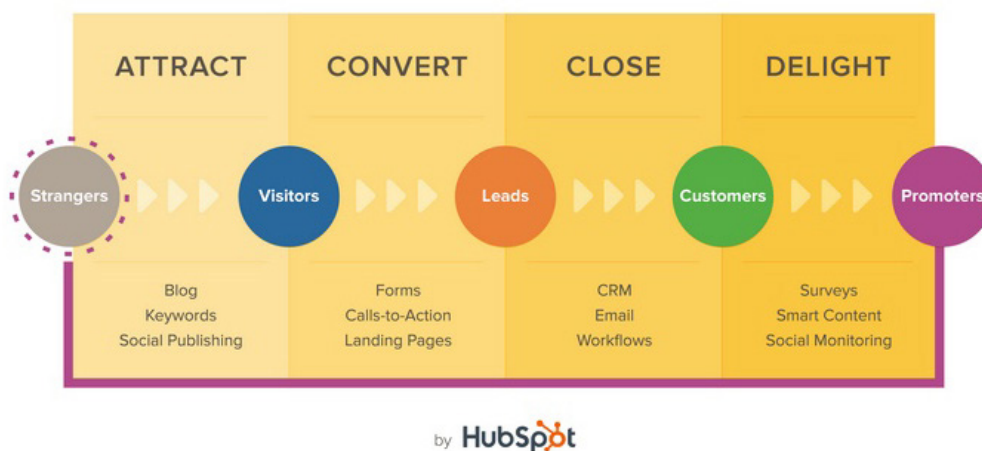 ATTRACT
CONVERT
CLOSE
DELIGHT
Strangers
Visitors
Leads
Customers
Promoters
Blog
Keywords
Social Publishing
Forms
Calls-to-Action
Landing Pages
CRM
Email
Workflows
Surveys
Smart Content
Social Monitoring
by HubSpot